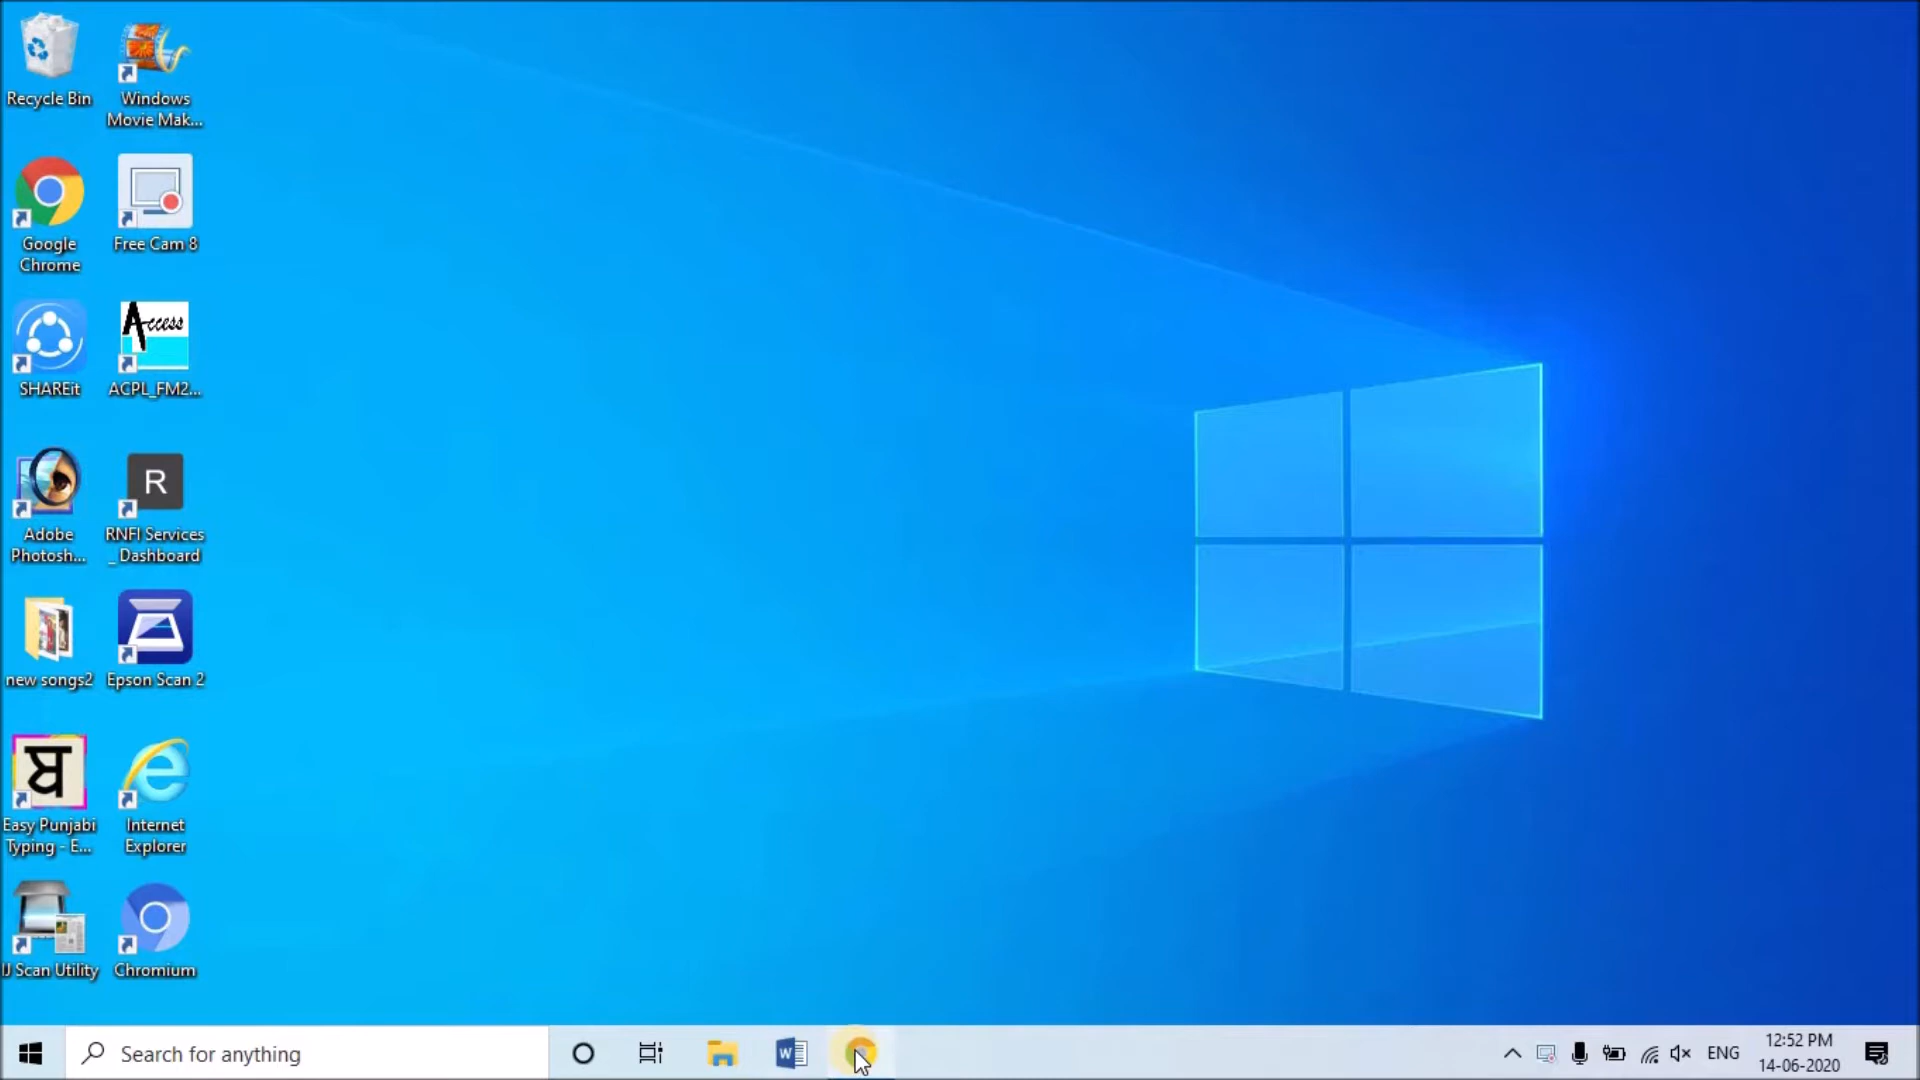 Recycle Bin
Windows
Movie Mak...
Google
Chrome
Free Cam 8
SHAREit
Access
ACPL_FM2...
Adobe
Photosh...
R
RNFI Services
_ Dashboard
new songs2
Epson Scan 2
ਬ
Easy Punjabi
Typing - E...
Internet
Explorer
IJ Scan Utility
Chromium
Search for anything
W
ENG
12:52 PM
14-06-2020